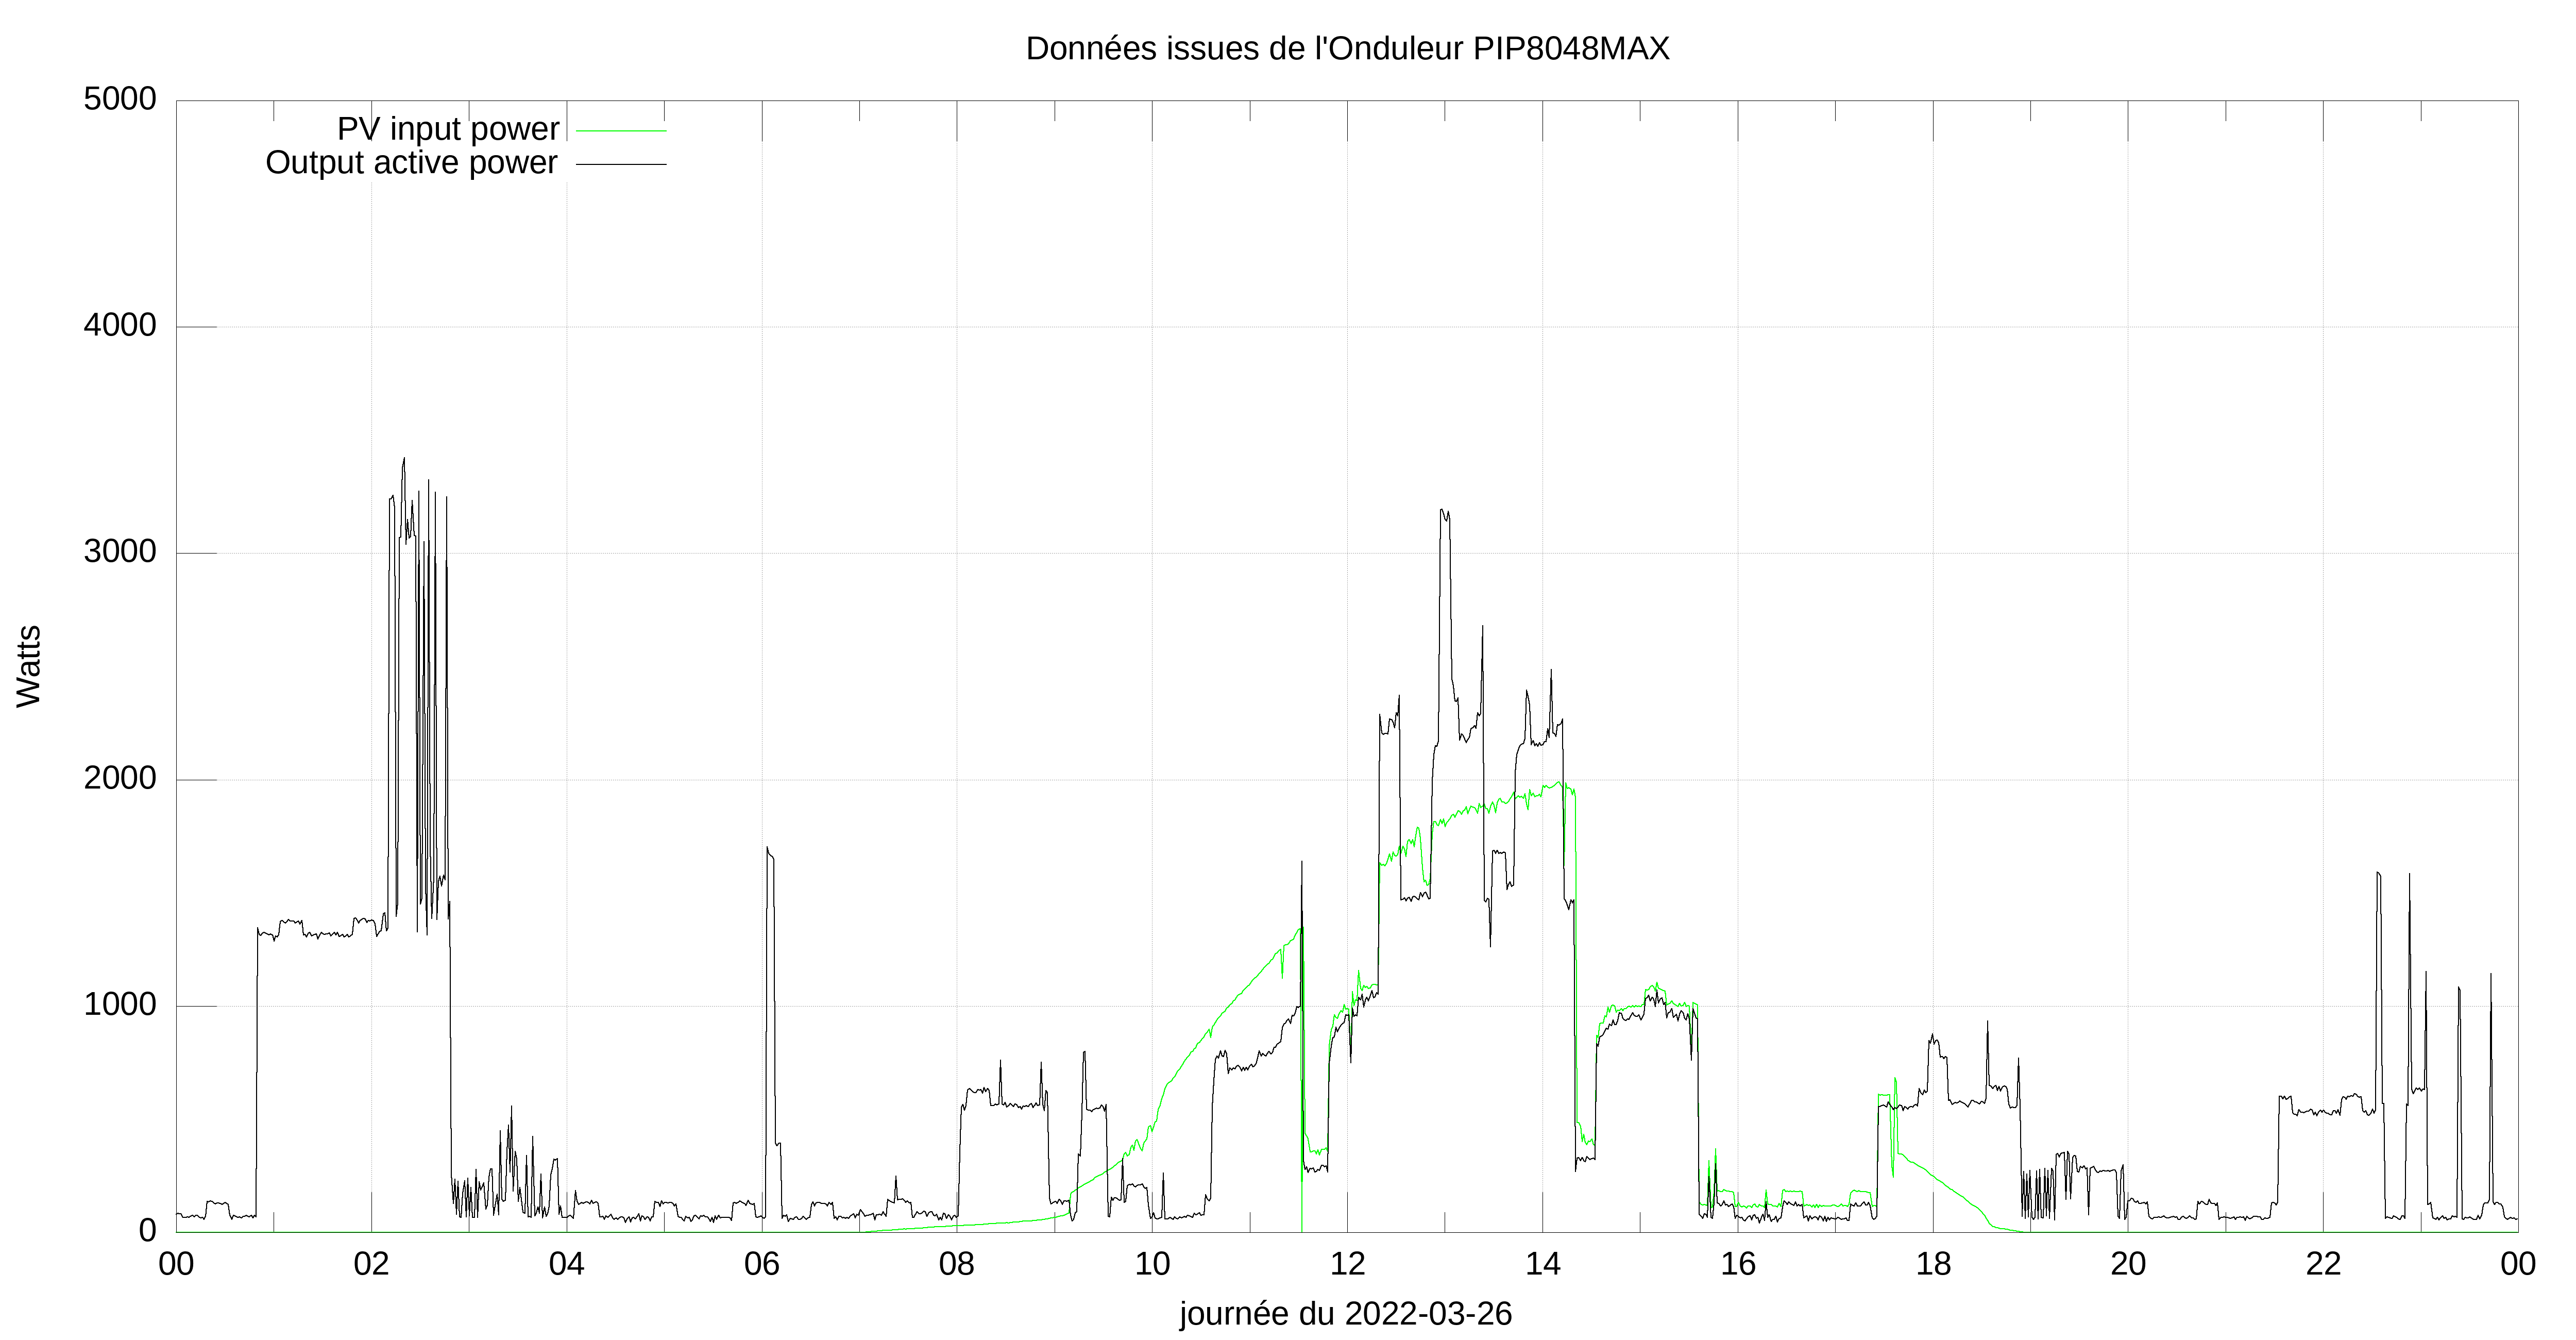 Données issues de l'Onduleur PIP8048MAX
5000
PV input power
Output active power
4000
3000
Watts
2000
1000
0
00 02 04 06 08 10 12 14 16 18 20 22 00
journée du 2022-03-26